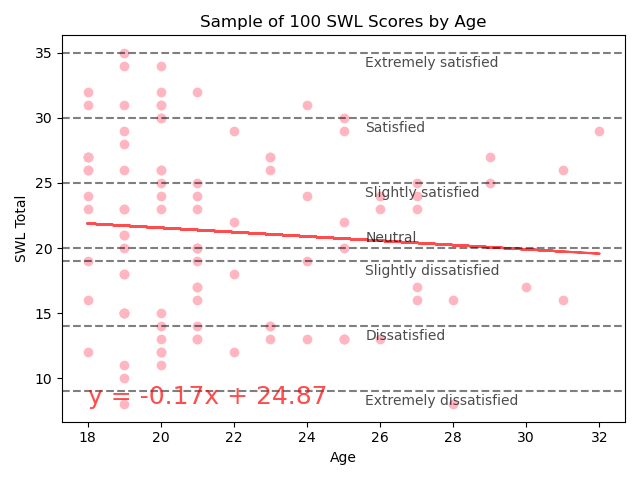 Sample of 100 SWL Scores by Age
35
Extremely satisfied
30
Satisfied
25
Slightly satisfied
Neutral
20
Slightly dissatisfied
15
Dissatisfied
10
Extremely dissatisfied
y = -0.17x + 24.87
SWL Total
18 20 22 24 26 28 30 32
Age